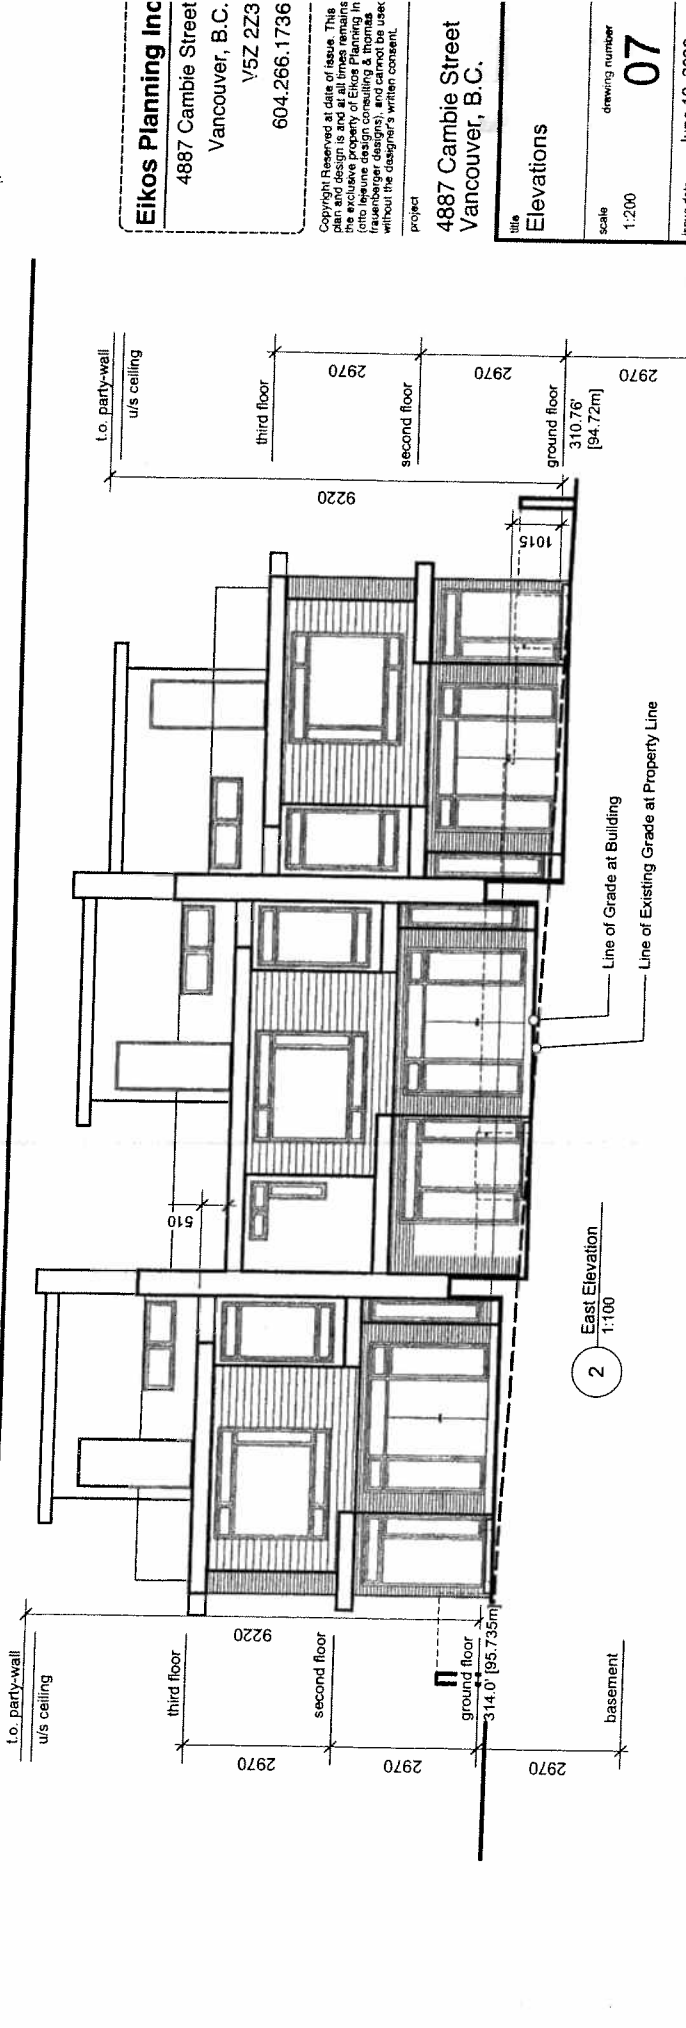 Eikos Planning Inc
4887 Cambie Street
Vancouver, B.C.
V5Z 2Z3
604.266.1736
Copyright Reserved at date of issue. This
plan and design is and at all times remains
the exclusive property of Eikos Planning In
(otto lejeune design consulting & thomas
frauenberger designs), and cannot be used
without the designer's written consent.
project
4887 Cambie Street
Vancouver, B.C.
title
Elevations
scale
1:200
drawing number
07
t.o. party-wall
u/s ceiling
third floor
second floor
ground floor
314.0' [95.735m]
basement
9220
2970
2970
2970
510
t.o. party-wall
u/s ceiling
third floor
second floor
ground floor
310.76'
[94.72m]
9220
2970
2970
2970
1015
Line of Grade at Building
Line of Existing Grade at Property Line
2
East Elevation
1:100